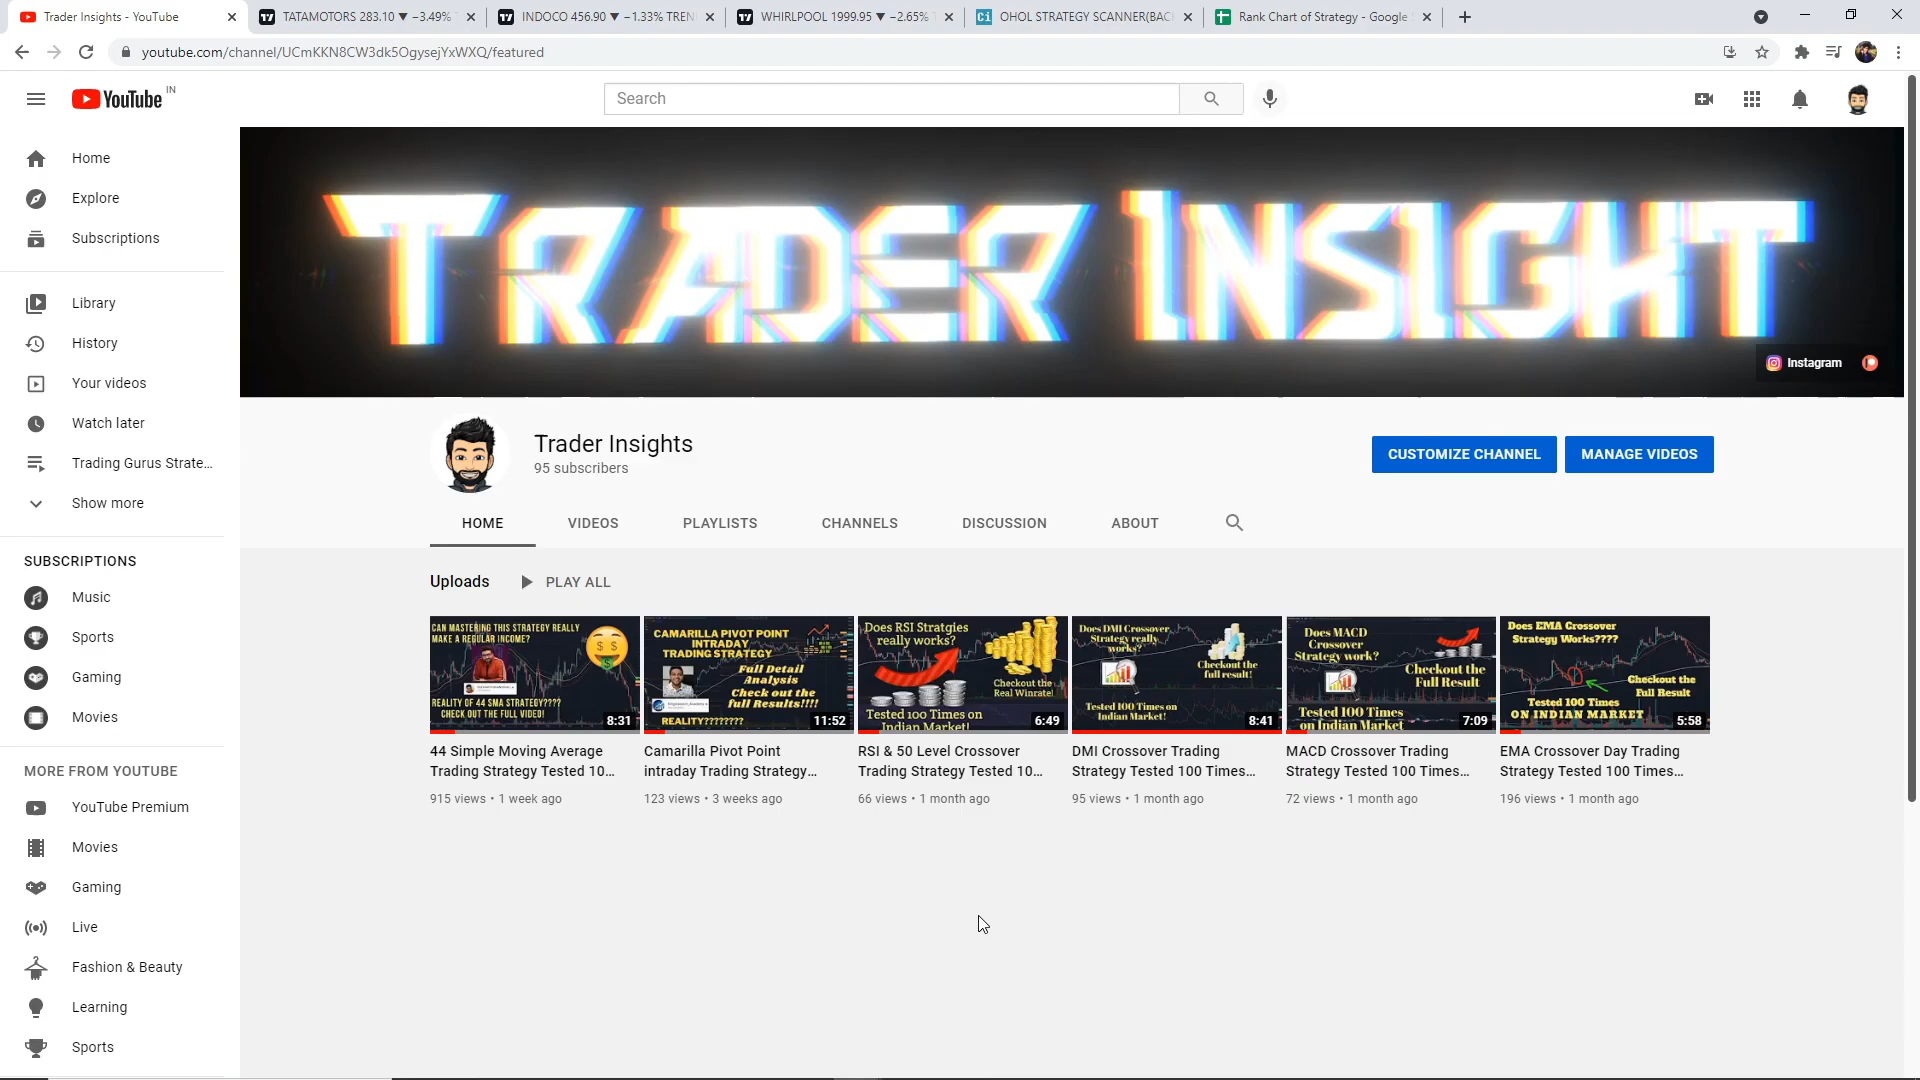 Trader Insights - YouTube
TATAMOTORS 283.10 ▼ −3.49%
INDOCO 456.90 ▼ −1.33% TREN
WHIRLPOOL 1999.95 ▼ −2.65%
OHOL STRATEGY SCANNER(BAC
Rank Chart of Strategy - Google
youtube.com/channel/UCmKKN8CW3dk5OgysejYxWXQ/featured
YouTube IN
Search
Home
Explore
Subscriptions
Library
History
Your videos
Watch later
Trading Gurus Strate...
Show more
SUBSCRIPTIONS
Music
Sports
Gaming
Movies
MORE FROM YOUTUBE
YouTube Premium
Movies
Gaming
Live
Fashion & Beauty
Learning
Sports
TRADER INSIGHT
Instagram
Trader Insights
95 subscribers
CUSTOMIZE CHANNEL
MANAGE VIDEOS
HOME
VIDEOS
PLAYLISTS
CHANNELS
DISCUSSION
ABOUT
Uploads
PLAY ALL
CAN MASTERING THIS STRATEGY REALLY
MAKE A REGULAR INCOME?
REALITY OF 44 SMA STRATEGY????
CHECK OUT THE FULL VIDEO!
8:31
44 Simple Moving Average
Trading Strategy Tested 10...
915 views • 1 week ago
CAMARILLA PIVOT POINT
INTRADAY
TRADING STRATEGY
Full Detail
Analysis
Check out the
full Results!!!!
REALITY????????
11:52
Camarilla Pivot Point
intraday Trading Strategy...
123 views • 3 weeks ago
Does RSI Stratgies
really works?
Checkout the
Real Winrate!
Tested 100 Times on
Indian Market!
6:49
RSI & 50 Level Crossover
Trading Strategy Tested 10...
66 views • 1 month ago
Does DMI Crossover
Strategy really
works?
Checkout the
full result!
Tested 100 Times on
Indian Market!
8:41
DMI Crossover Trading
Strategy Tested 100 Times...
95 views • 1 month ago
Does MACD
Crossover
Strategy work?
Checkout the
Full Result
Tested 100 Times
on Indian Market!
7:09
MACD Crossover Trading
Strategy Tested 100 Times...
72 views • 1 month ago
Does EMA Crossover
Strategy Works????
Checkout the
Full Result
Tested 100 Times
ON INDIAN MARKET
5:58
EMA Crossover Day Trading
Strategy Tested 100 Times...
196 views • 1 month ago